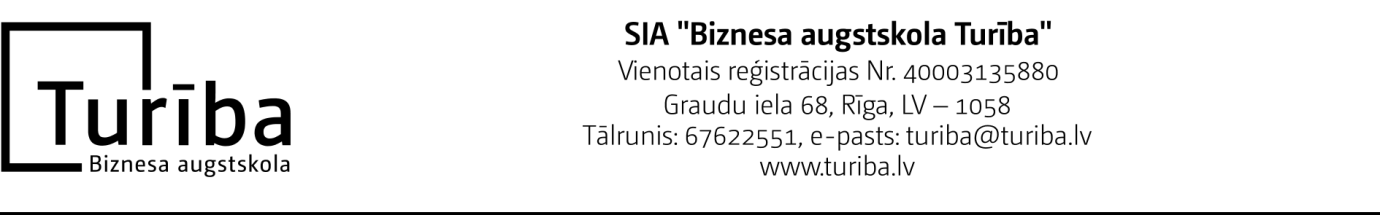 Turība
Biznesa augstskola
SIA "Biznesa augstskola Turība"
Vienotais reģistrācijas Nr. 40003135880
Graudu iela 68, Rīga, LV – 1058
Tālrunis: 67622551, e-pasts: turiba@turiba.lv
www.turiba.lv